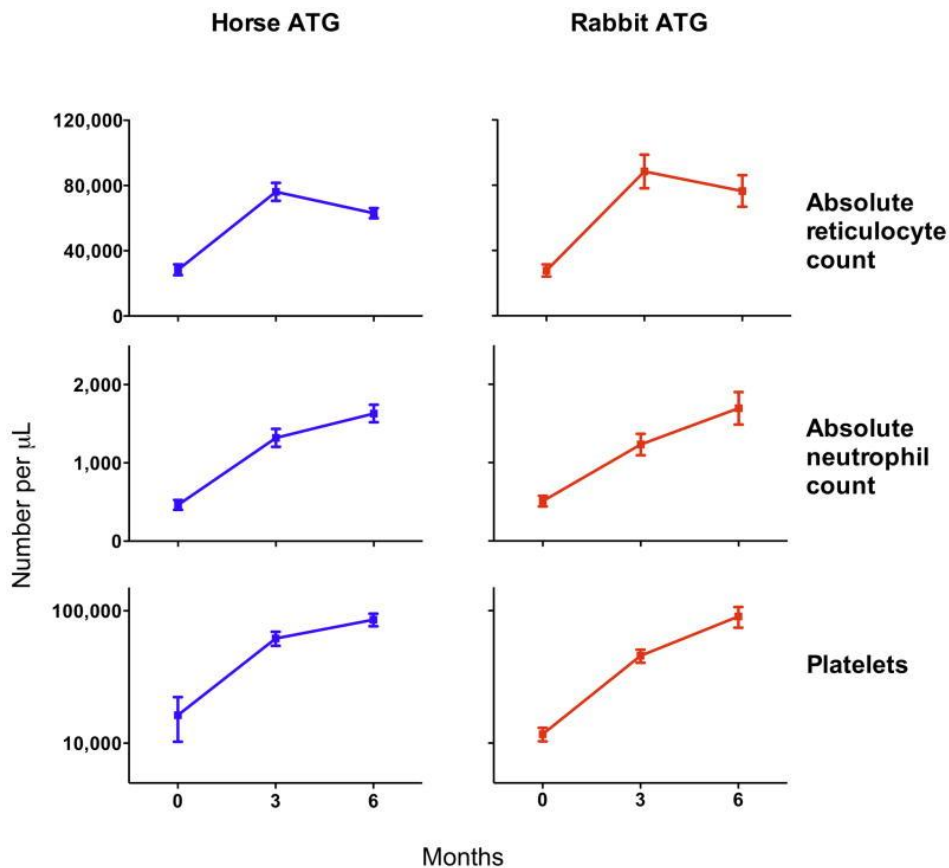 Horse ATG
Rabbit ATG
120,000
80,000
40,000
0
Absolute
reticulocyte
count
2,000
1,000
0
Absolute
neutrophil
count
Number per μL
100,000
10,000
Platelets
0
3
6
0
3
6
Months